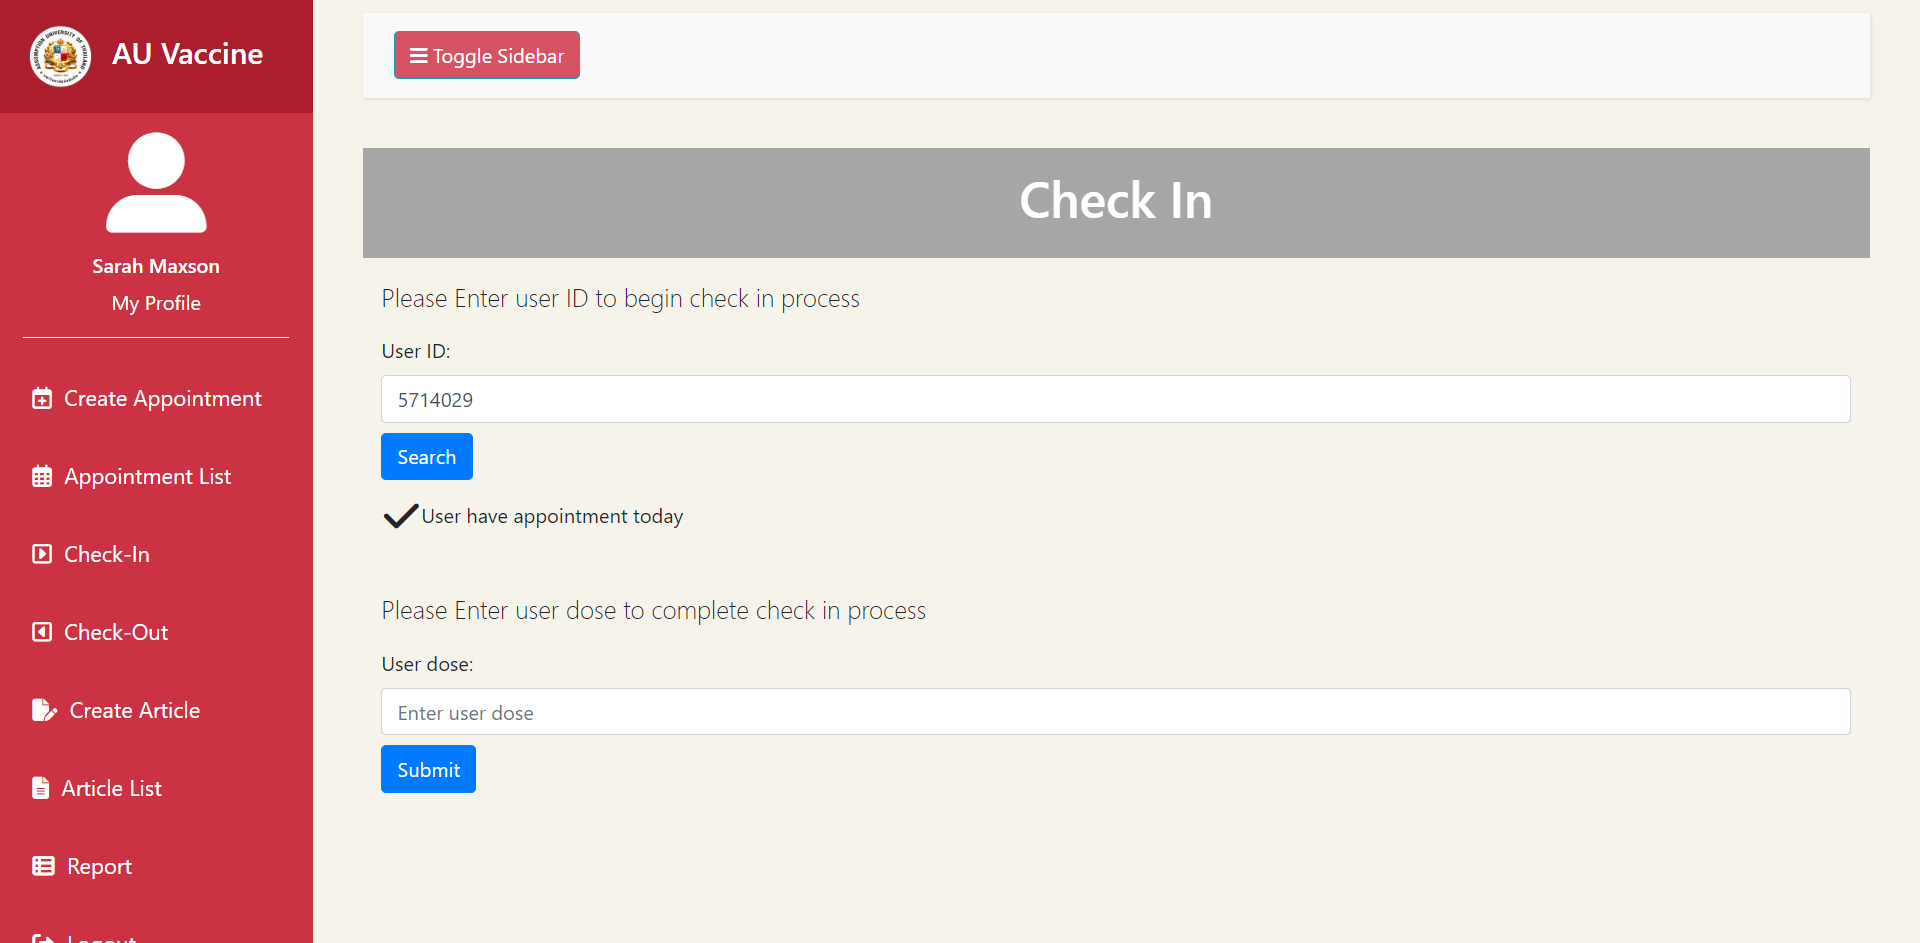 AU Vaccine
Sarah Maxson
My Profile
Create Appointment
Appointment List
Check-In
Check-Out
Create Article
Article List
Report
Logout
Toggle Sidebar
Check In
Please Enter user ID to begin check in process
User ID:
5714029
Search
User have appointment today
Please Enter user dose to complete check in process
User dose:
Enter user dose
Submit